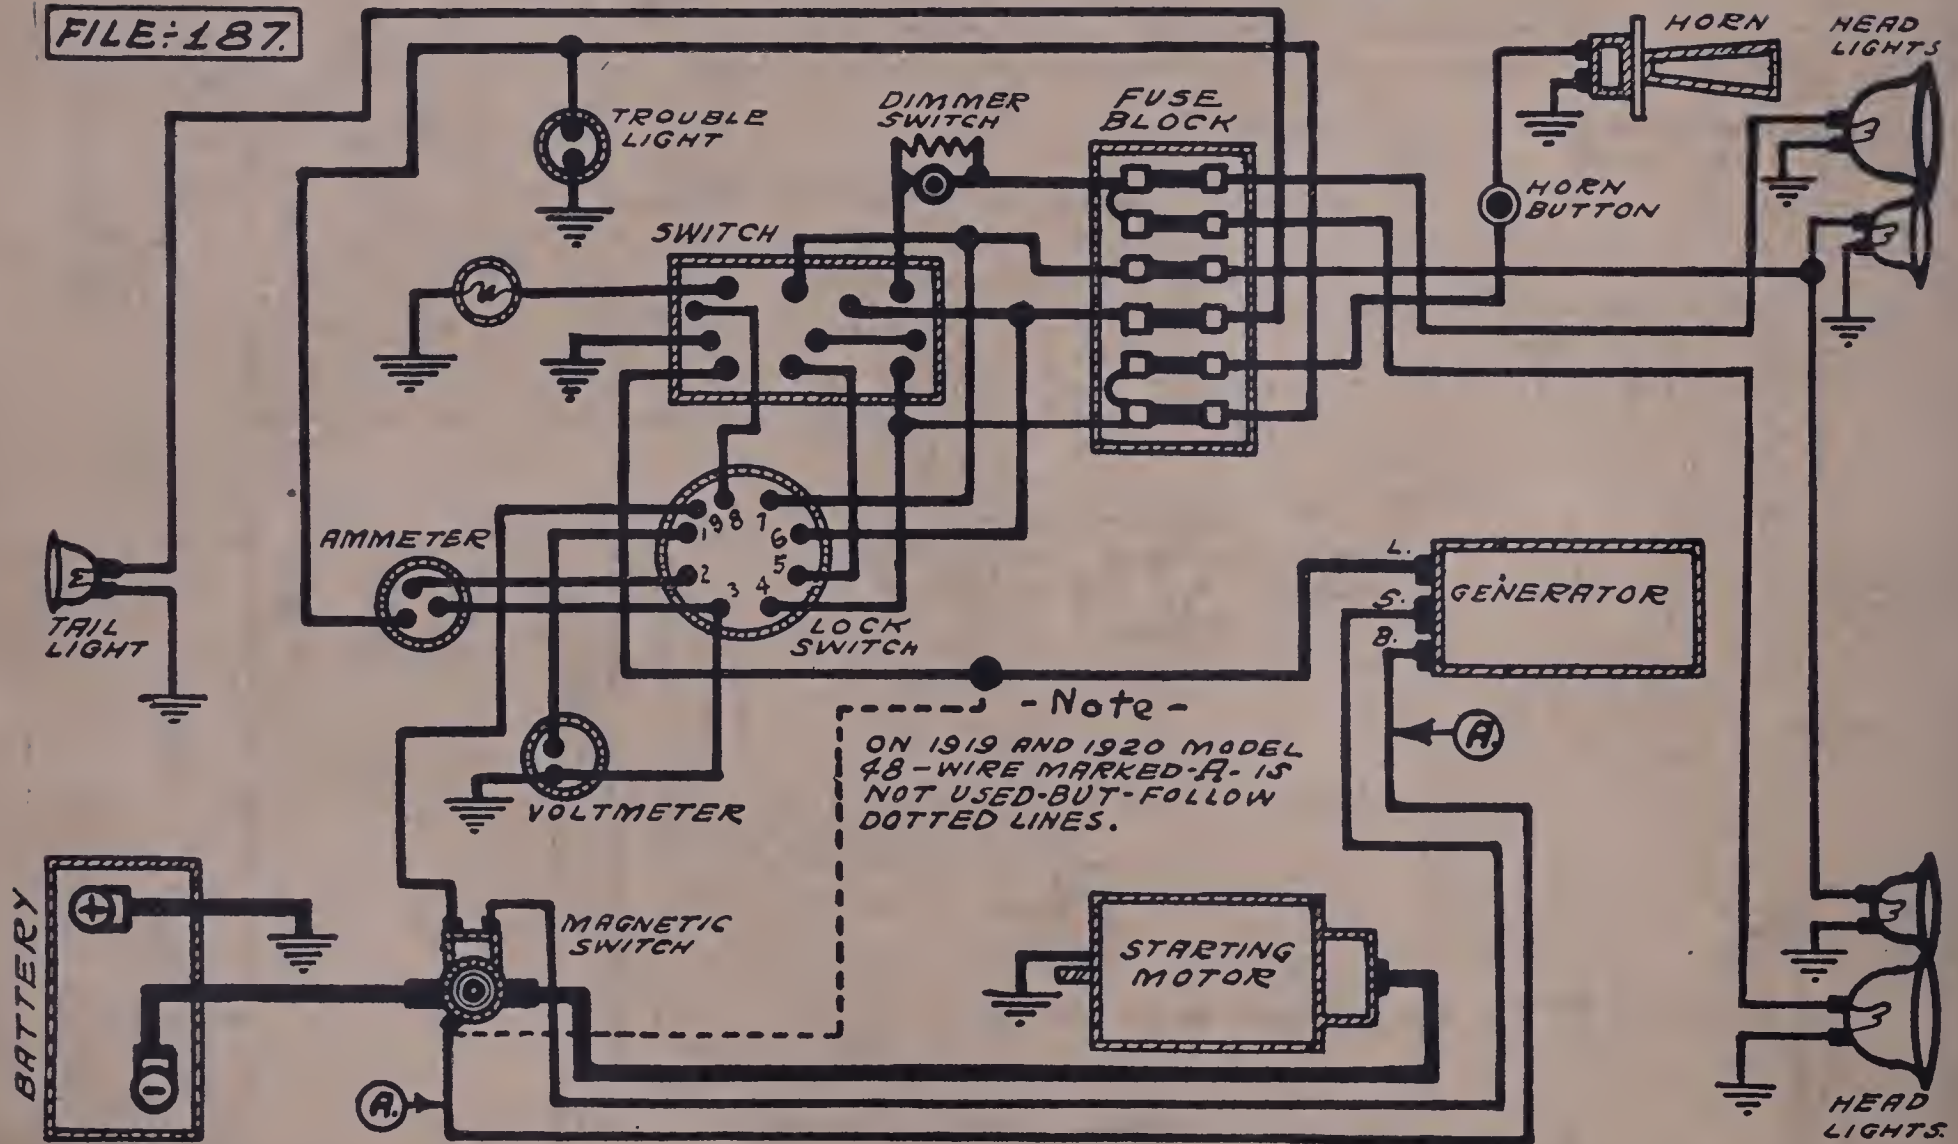 FILE÷187.
HORN
HEAD
LIGHTS
TROUBLE
LIGHT
DIMMER
SWITCH
FUSE
BLOCK
HORN
BUTTON
SWITCH
AMMETER
9 8 7
1 6
2 5
3 4
LOCK
SWITCH
TAIL
LIGHT
L.
S.
B.
GENERATOR
- Note -
ON 1919 AND 1920 MODEL
48-WIRE MARKED-A-IS
NOT USED-BUT-FOLLOW
DOTTED LINES.
A.
VOLTMETER
BATTERY
+
-
MAGNETIC
SWITCH
STARTING
MOTOR
A.
HEAD
LIGHTS